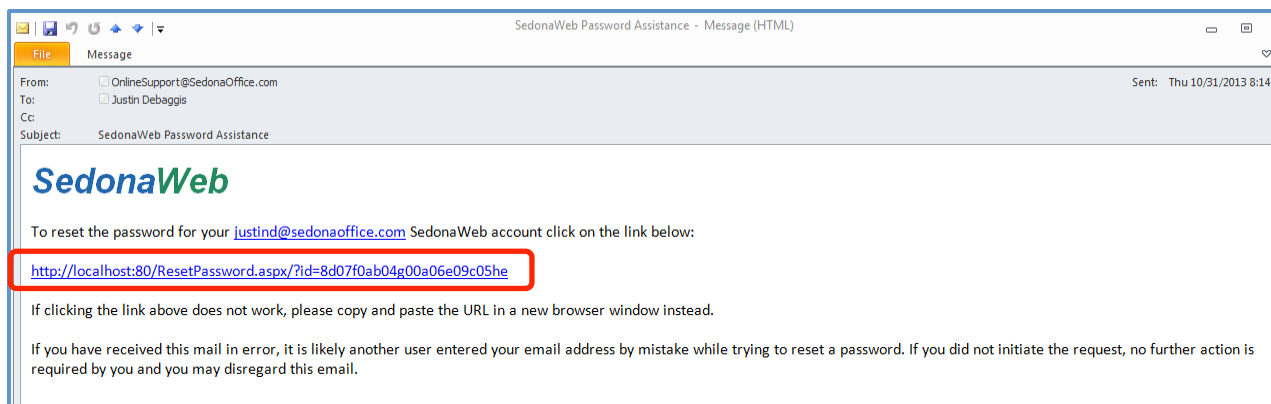 SedonaWeb Password Assistance - Message (HTML)
File Message
From: OnlineSupport@SedonaOffice.com Sent: Thu 10/31/2013 8:14
To: Justin Debaggis
Cc:
Subject: SedonaWeb Password Assistance
SedonaWeb
To reset the password for your justind@sedonaoffice.com SedonaWeb account click on the link below:
http://localhost:80/ResetPassword.aspx/?id=8d07f0ab04g00a06e09c05he
If clicking the link above does not work, please copy and paste the URL in a new browser window instead.
If you have received this mail in error, it is likely another user entered your email address by mistake while trying to reset a password. If you did not initiate the request, no further action is
required by you and you may disregard this email.